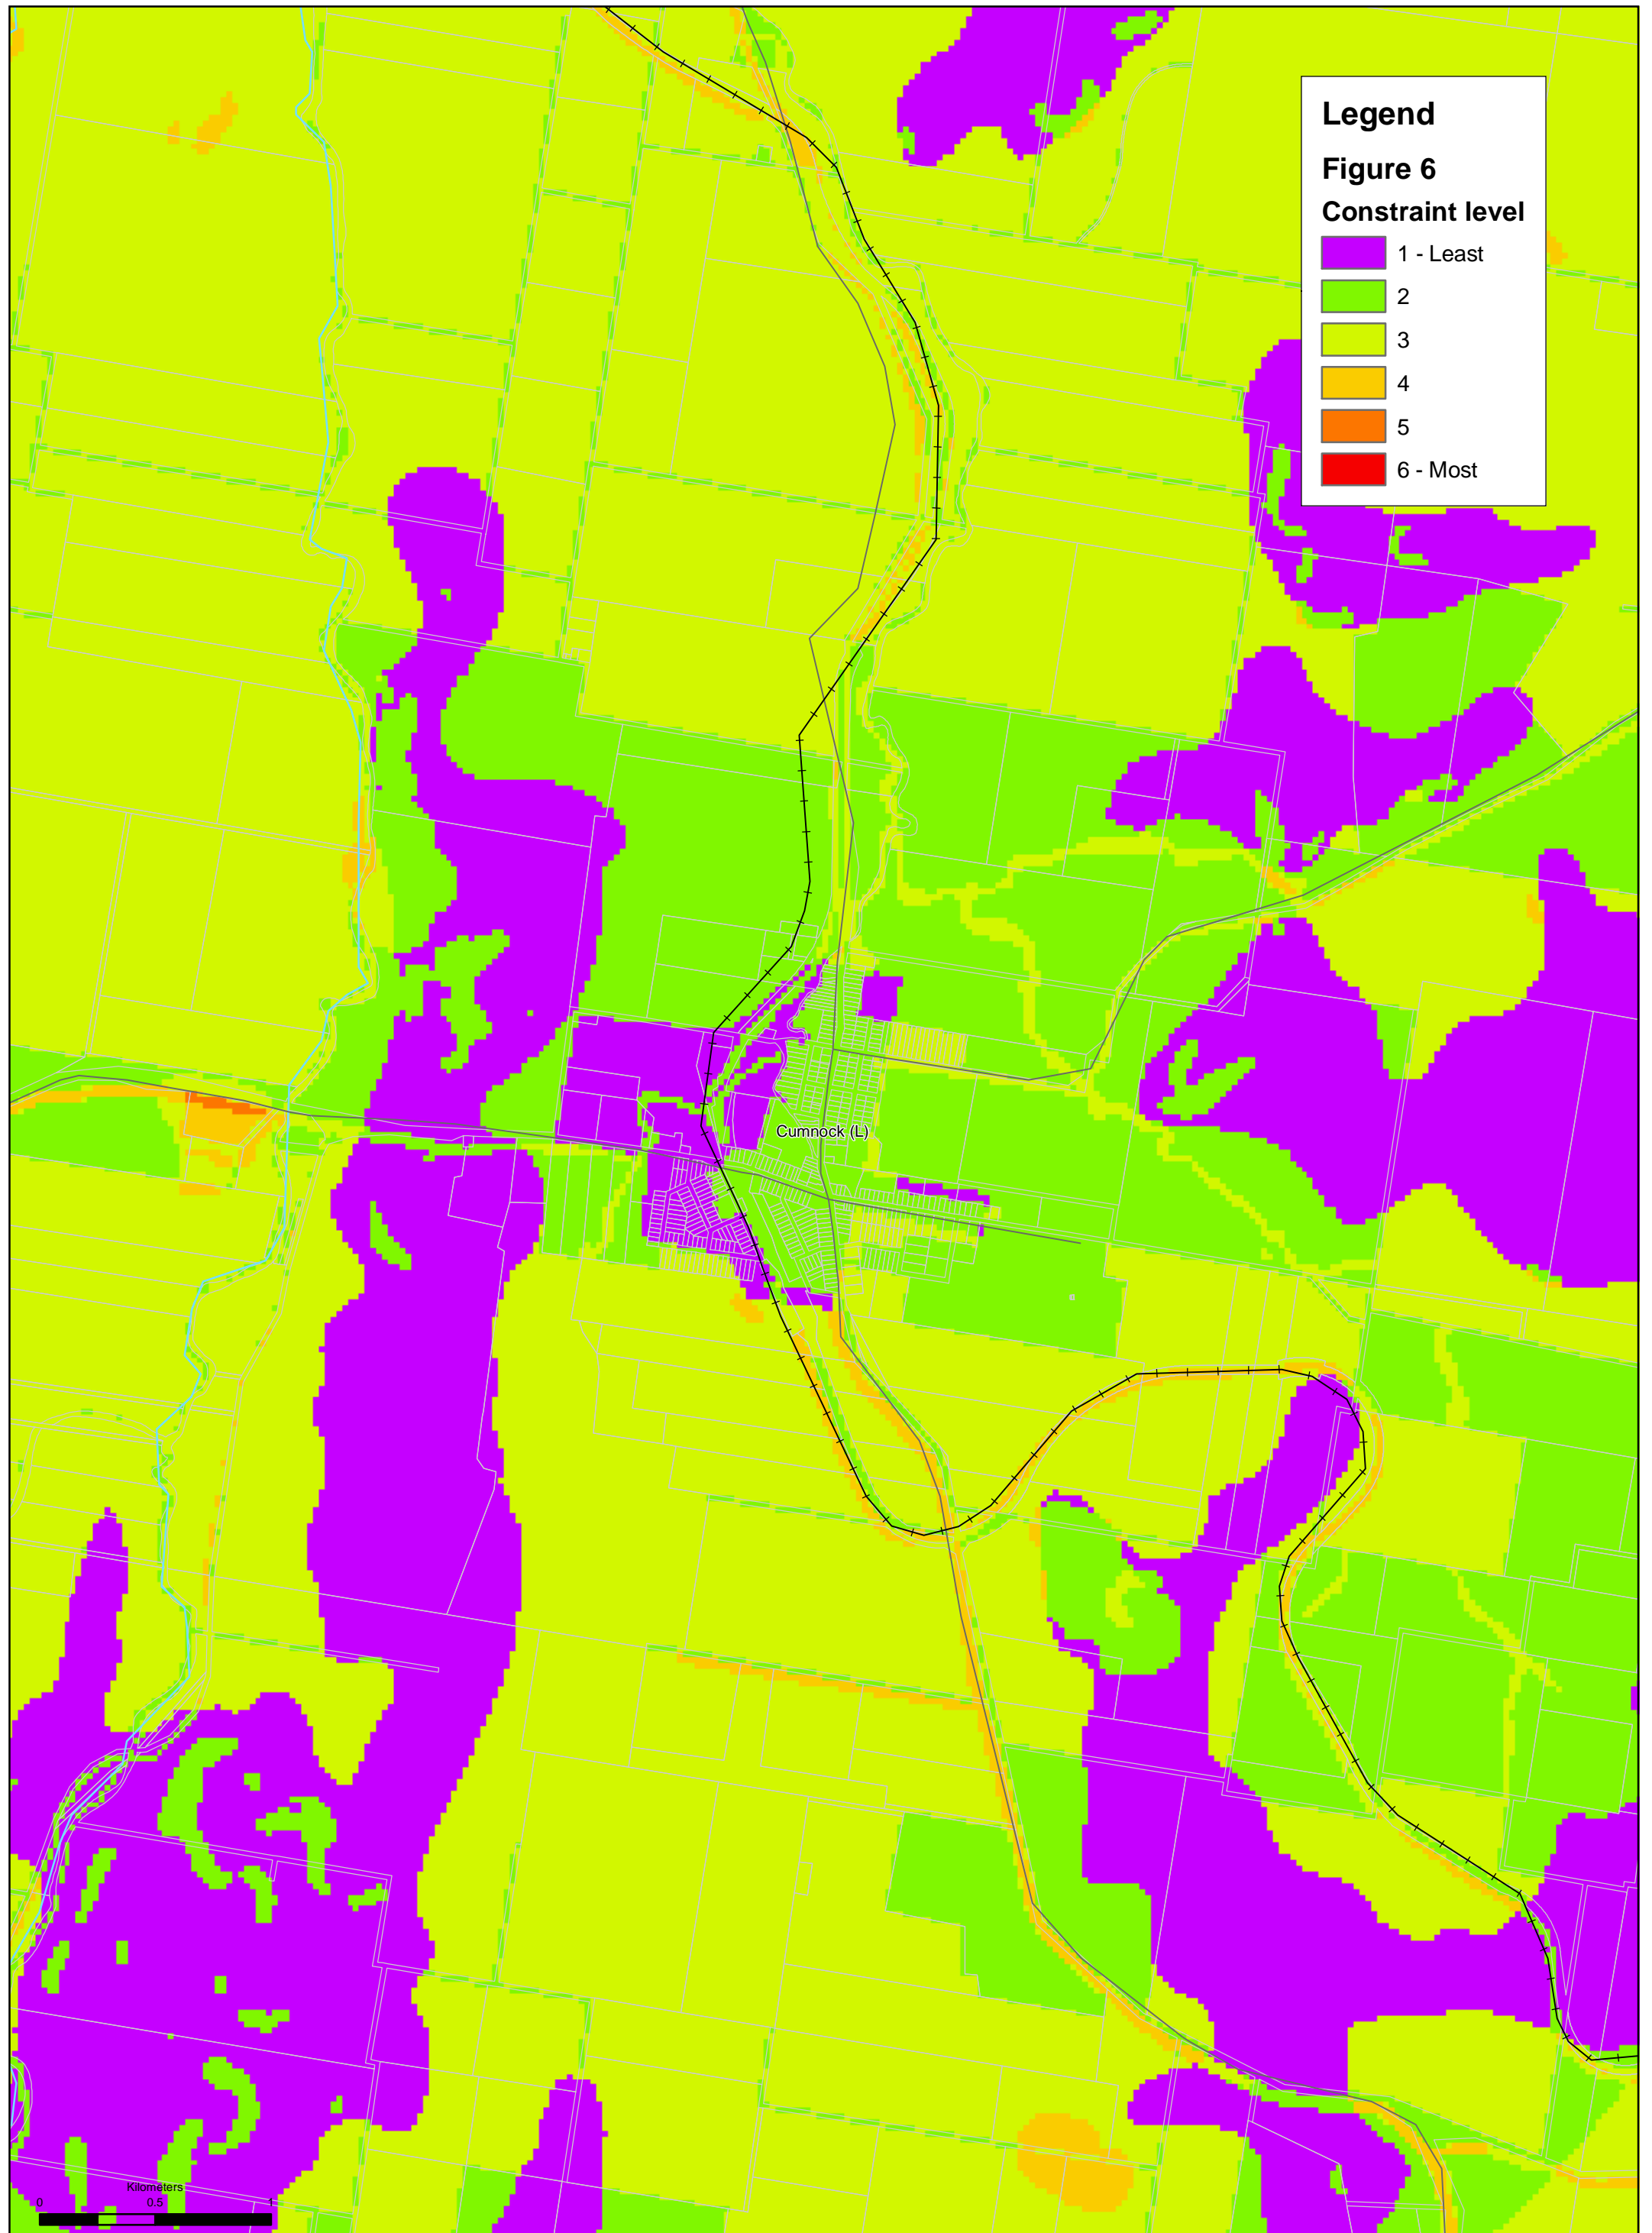 Legend
Figure 6
Constraint level
1 - Least
2
3
4
5
6 - Most
Cumnock (L)
Kilometers
0 0.5 1